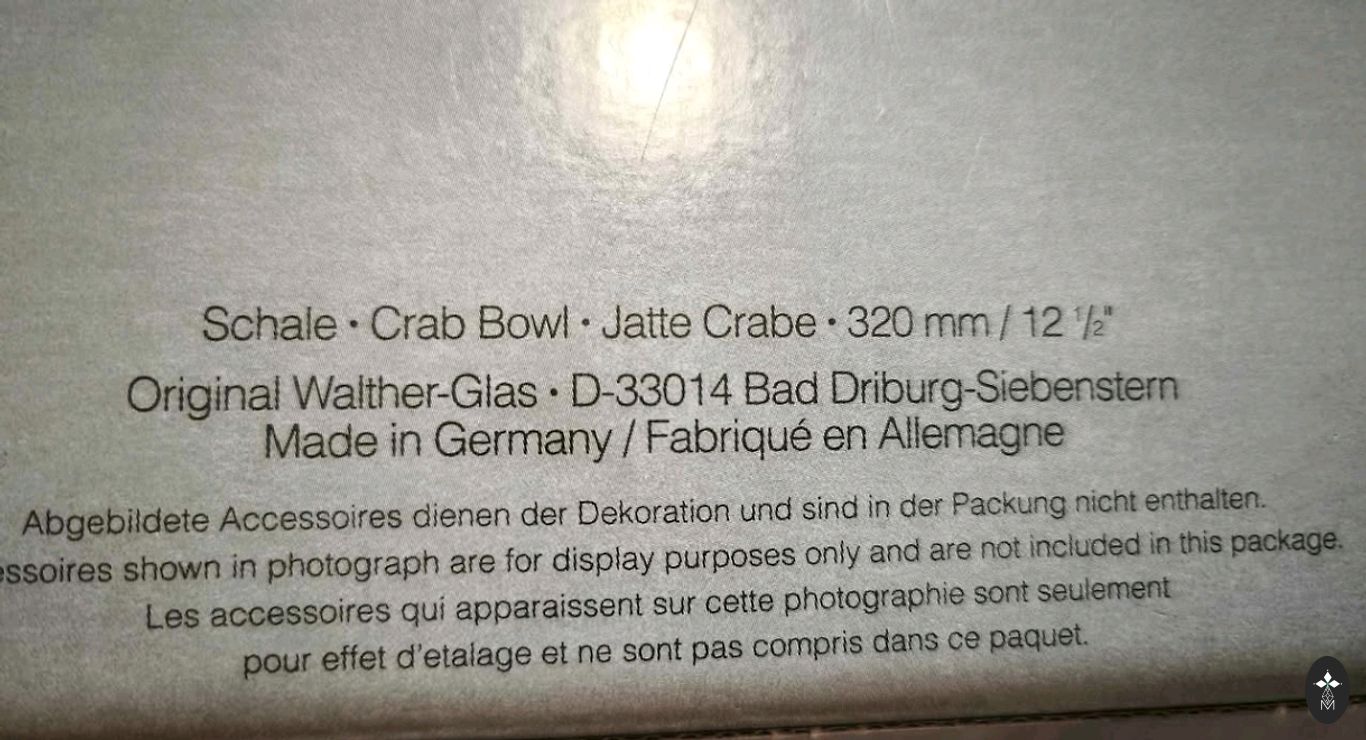 Schale • Crab Bowl • Jatte Crabe • 320 mm / 12 1/2"
Original Walther-Glas • D-33014 Bad Driburg-Siebenstern
Made in Germany / Fabriqué en Allemagne
Abgebildete Accessoires dienen der Dekoration und sind in der Packung nicht enthalten.
essoires shown in photograph are for display purposes only and are not included in this package.
Les accessoires qui apparaissent sur cette photographie sont seulement
pour effet d'etalage et ne sont pas compris dans ce paquet.
M